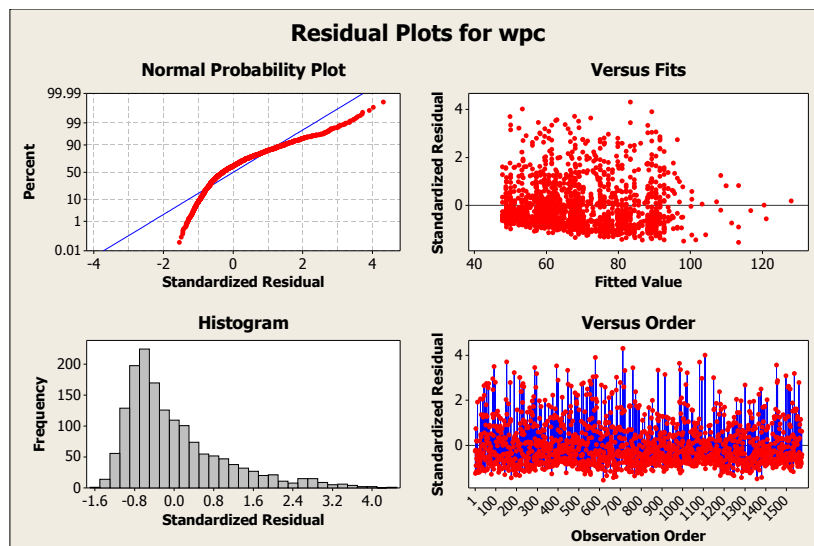 Residual Plots for wpc
Normal Probability Plot
99.99
99
90
50
10
1
0.01
Percent
-4 -2 0 2 4
Standardized Residual
Versus Fits
4
2
0
Standardized Residual
40 60 80 100 120
Fitted Value
Histogram
200
150
100
50
0
Frequency
-1.6 -0.8 0.0 0.8 1.6 2.4 3.2 4.0
Standardized Residual
Versus Order
4
2
0
Standardized Residual
1 100 200 300 400 500 600 700 800 900 1000 1100 1200 1300 1400 1500
Observation Order